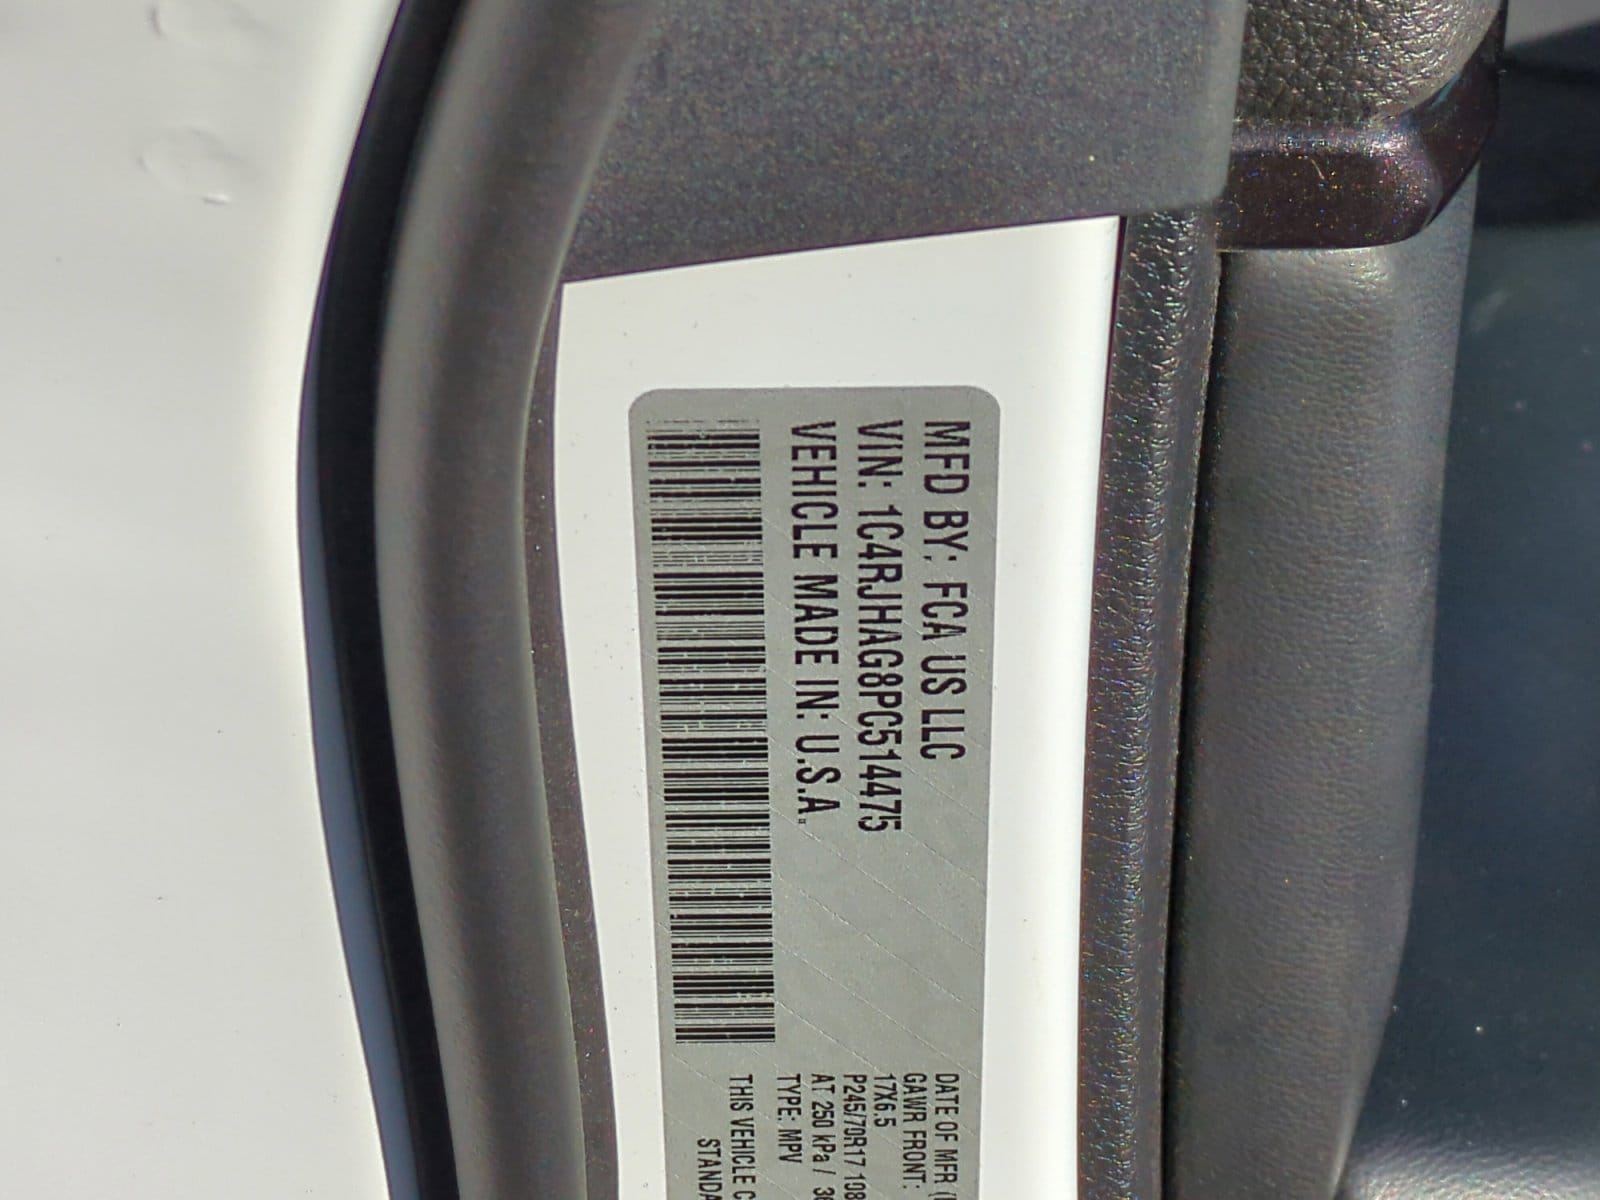 MFD BY: FCA US LLC
VIN: 1C4RJHAG8PC514475
VEHICLE MADE IN: U.S.A.
DATE OF MFR
GAWR FRONT:
17X6.5
P245/70R17 108
AT 250 kPa /
TYPE: MPV
THIS VEHICLE